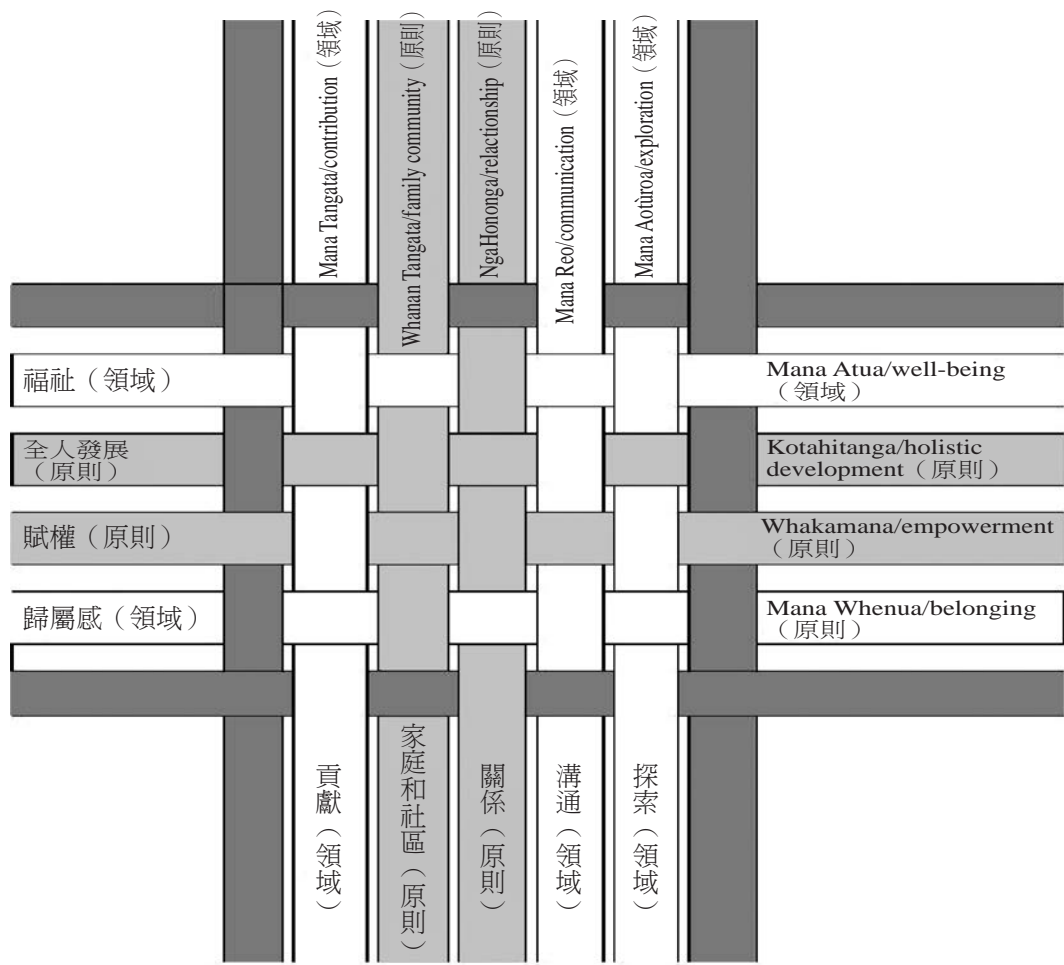 Mana Tangata/contribution（領域）
Whanan Tangata/family community（原則）
NgaHononga/relactionship（原則）
Mana Reo/communication（領域）
Mana Aotùroa/exploration（領域）
福祉（領域）
Mana Atua/well-being
（領域）
全人發展
（原則）
Kotahitanga/holistic
development（原則）
賦權（原則）
Whakamana/empowerment
（原則）
歸屬感（領域）
Mana Whenua/belonging
（原則）
貢獻（領域）
家庭和社區（原則）
關係（原則）
溝通（領域）
探索（領域）